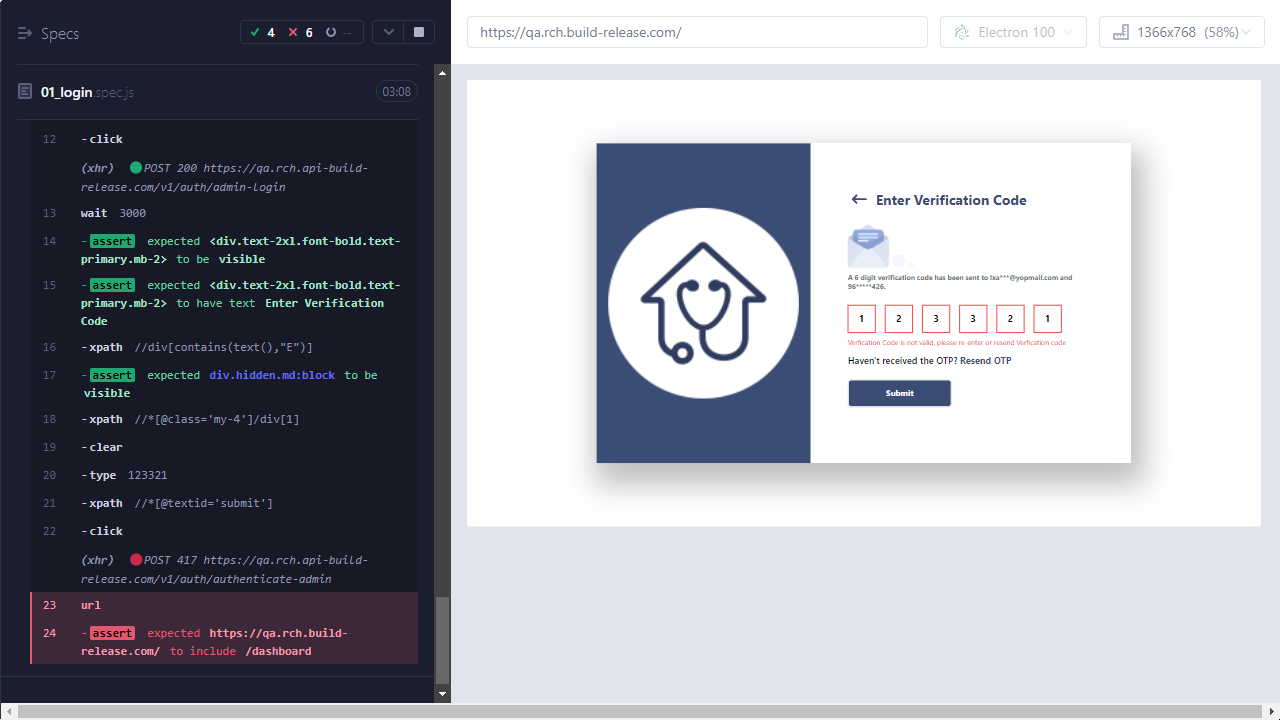 Specs
4 6 --
https://qa.rch.build-release.com/
Electron 100
1366x768 (58%)
01_login.spec.js
03:08
12 -click
(xhr) POST 200 https://qa.rch.api-build-
release.com/v1/auth/admin-login
13 wait 3000
14 -assert expected <div.text-2xl.font-bold.text-
primary.mb-2> to be visible
15 -assert expected <div.text-2xl.font-bold.text-
primary.mb-2> to have text Enter Verification
Code
16 -xpath //div[contains(text(),"E")]
17 -assert expected div.hidden.md:block to be
visible
18 -xpath //*[@class='my-4']/div[1]
19 -clear
20 -type 123321
21 -xpath //*[@textid='submit']
22 -click
(xhr) POST 417 https://qa.rch.api-build-
release.com/v1/auth/authenticate-admin
23 url
24 -assert expected https://qa.rch.build-
release.com/ to include /dashboard
Enter Verification Code
A 6 digit verification code has been sent to lxa***@yopmail.com and
96*****426.
1 2 3 3 2 1
Verfication Code is not valid, please re-enter or resend Verfication code
Haven't received the OTP? Resend OTP
Submit